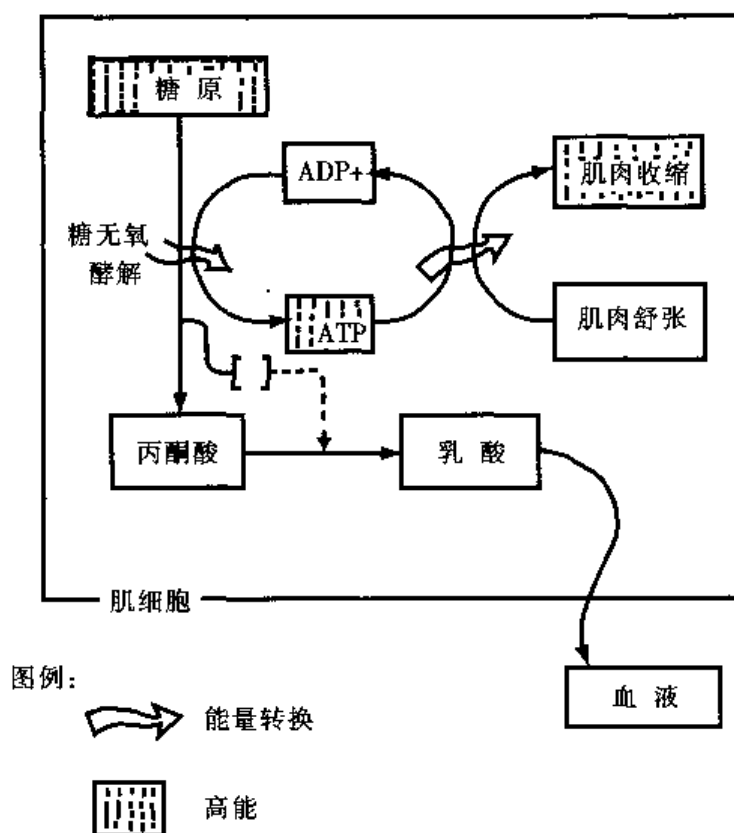 糖原
ADP+
肌肉收缩
糖无氧
酵解
ATP
肌肉舒张
[ ]
丙酮酸
乳酸
肌细胞
血液
图例：
能量转换
高能